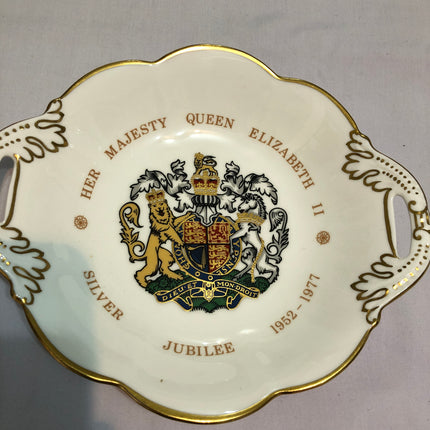 HER MAJESTY QUEEN ELIZABETH II
SILVER JUBILEE 1952-1977
DIEU ET MON DROIT